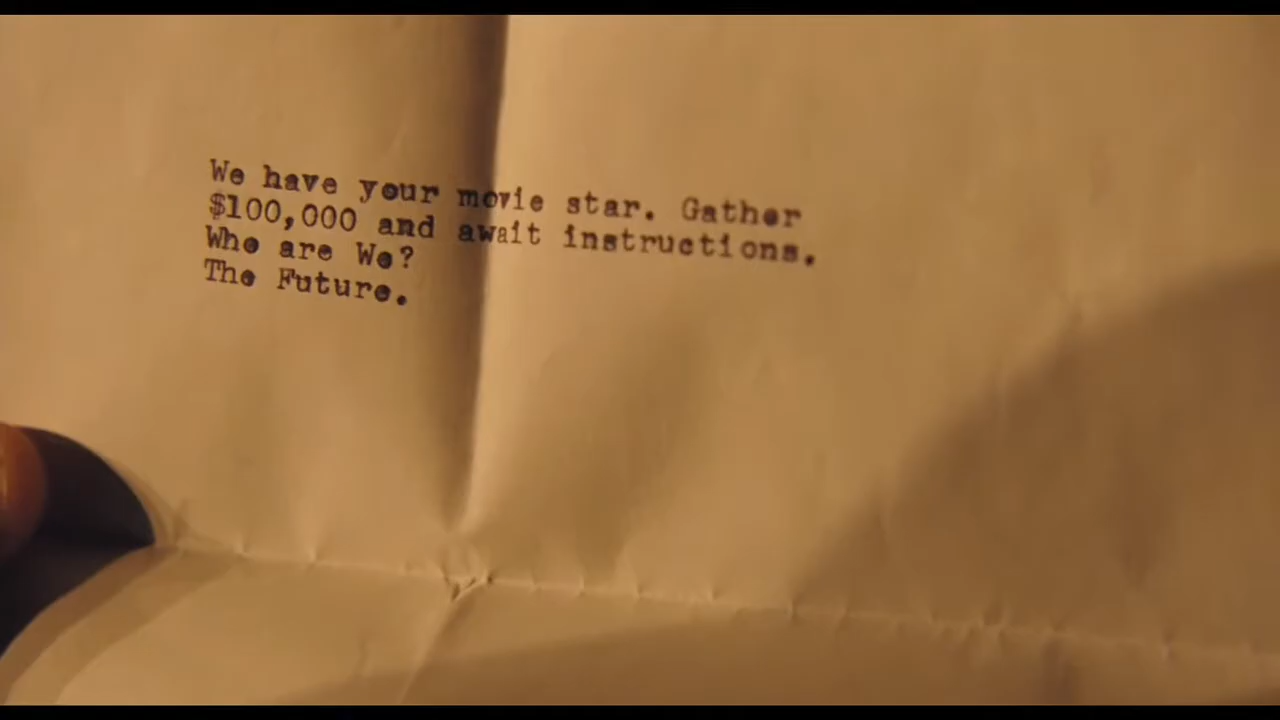 We have your movie star. Gather
$100,000 and await instructions.
Who are We?
The Future.